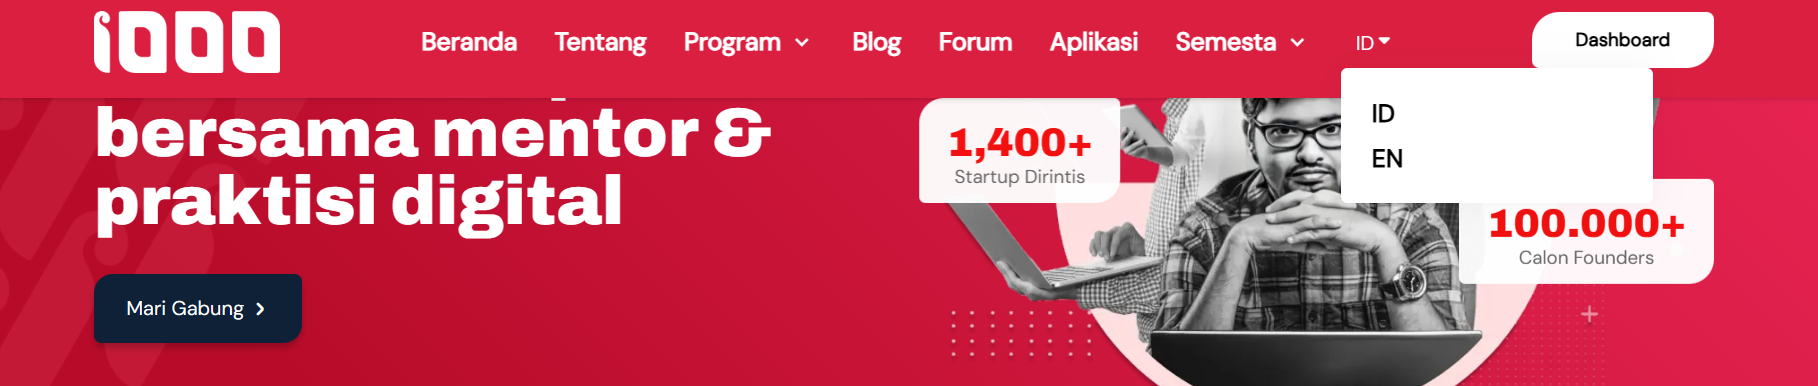 1000
Beranda Tentang Program Blog Forum Aplikasi Semesta ID Dashboard
ID
EN
bersama mentor &
praktisi digital
Mari Gabung
1,400+
Startup Dirintis
100.000+
Calon Founders